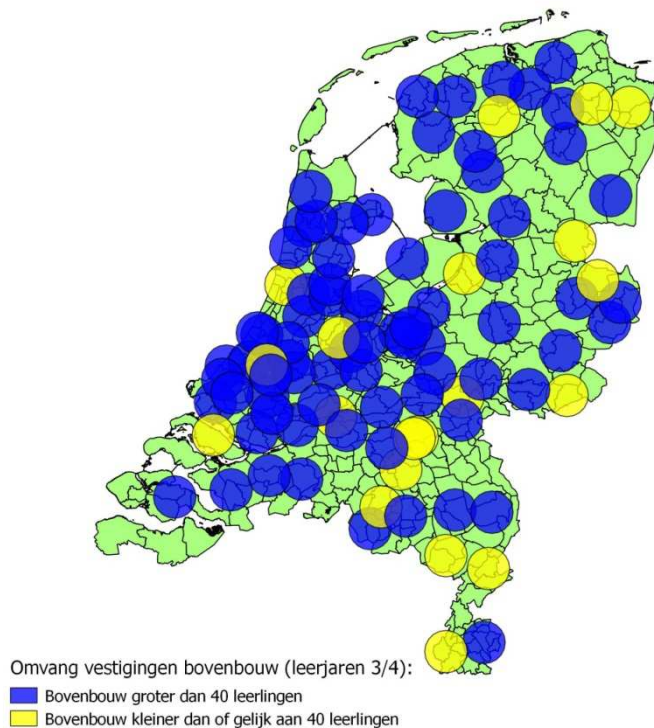 Omvang vestigingen bovenbouw (leerjaren 3/4):
Bovenbouw groter dan 40 leerlingen
Bovenbouw kleiner dan of gelijk aan 40 leerlingen